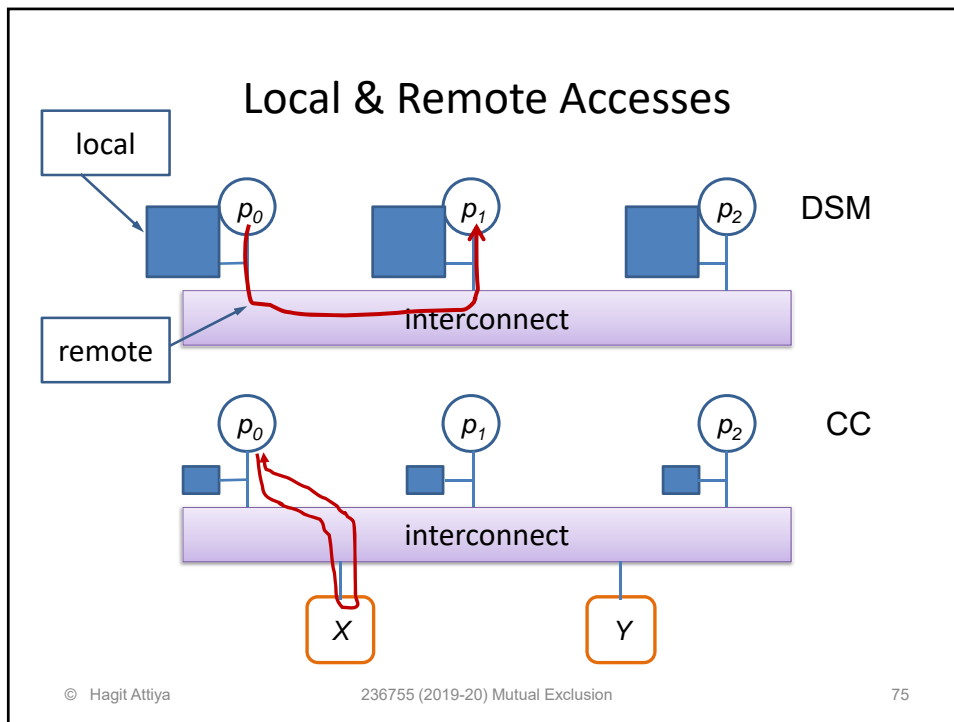 Local & Remote Accesses
local
p0 p1 p2 DSM
interconnect
remote
p0 p1 p2 CC
interconnect
X Y
© Hagit Attiya 236755 (2019-20) Mutual Exclusion 75